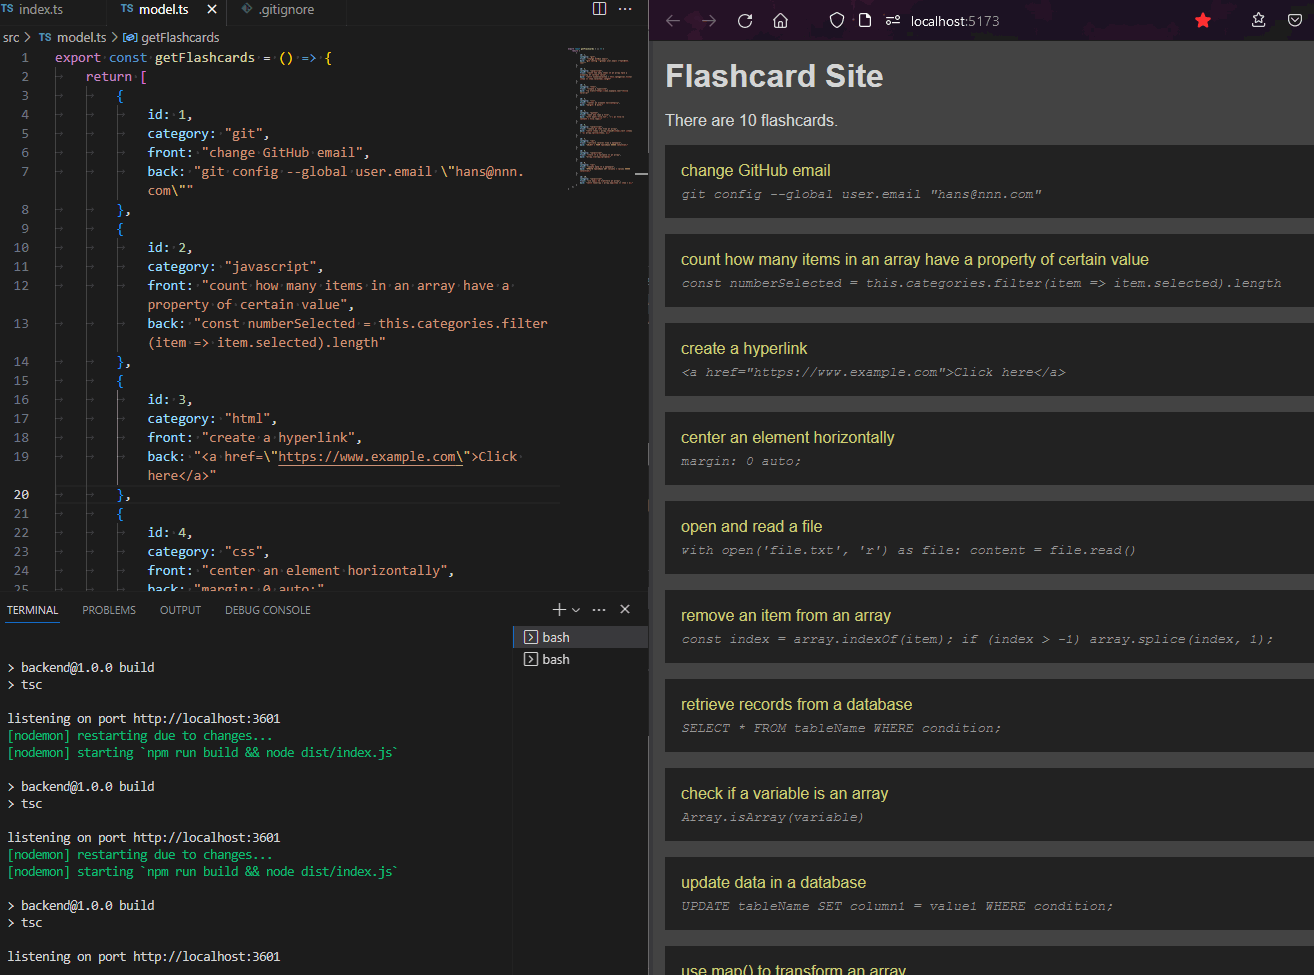 index.ts
model.ts
.gitignore
src > TS model.ts > getFlashcards
1 export const getFlashcards = () => {
2 return [
3 {
4 id: 1,
5 category: "git",
6 front: "change GitHub email",
7 back: "git config --global user.email \"hans@nnn.
com\""
8 },
9 {
10 id: 2,
11 category: "javascript",
12 front: "count how many items in an array have a
property of certain value",
13 back: "const numberSelected = this.categories.filter
(item => item.selected).length"
14 },
15 {
16 id: 3,
17 category: "html",
18 front: "create a hyperlink",
19 back: "<a href=\"https://www.example.com\">Click
here</a>"
20 },
21 {
22 id: 4,
23 category: "css",
24 front: "center an element horizontally",
25 back: "margin: 0 auto;"
TERMINAL PROBLEMS OUTPUT DEBUG CONSOLE
bash
bash
> backend@1.0.0 build
> tsc
listening on port http://localhost:3601
[nodemon] restarting due to changes...
[nodemon] starting `npm run build && node dist/index.js`
> backend@1.0.0 build
> tsc
listening on port http://localhost:3601
[nodemon] restarting due to changes...
[nodemon] starting `npm run build && node dist/index.js`
> backend@1.0.0 build
> tsc
listening on port http://localhost:3601
localhost:5173
Flashcard Site
There are 10 flashcards.
change GitHub email
git config --global user.email "hans@nnn.com"
count how many items in an array have a property of certain value
const numberSelected = this.categories.filter(item => item.selected).length
create a hyperlink
<a href="https://www.example.com">Click here</a>
center an element horizontally
margin: 0 auto;
open and read a file
with open('file.txt', 'r') as file: content = file.read()
remove an item from an array
const index = array.indexOf(item); if (index > -1) array.splice(index, 1);
retrieve records from a database
SELECT * FROM tableName WHERE condition;
check if a variable is an array
Array.isArray(variable)
update data in a database
UPDATE tableName SET column1 = value1 WHERE condition;
use map() to transform an array